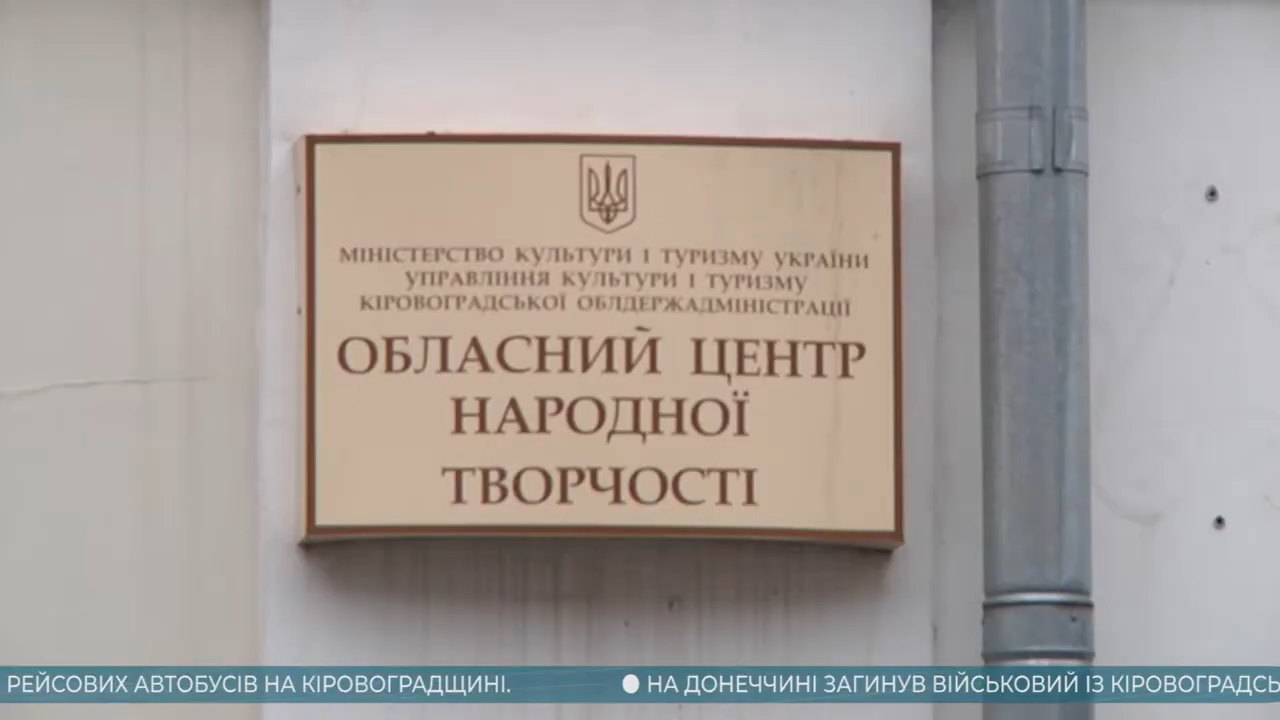 МІНІСТЕРСТВО КУЛЬТУРИ І ТУРИЗМУ УКРАЇНИ
УПРАВЛІННЯ КУЛЬТУРИ І ТУРИЗМУ
КІРОВОГРАДСЬКОЇ ОБЛДЕРЖАДМІНІСТРАЦІЇ
ОБЛАСНИЙ ЦЕНТР
НАРОДНОЇ
ТВОРЧОСТІ
РЕЙСОВИХ АВТОБУСІВ НА КІРОВОГРАДЩИНІ. НА ДОНЕЧЧИНІ ЗАГИНУВ ВІЙСЬКОВИЙ ІЗ КІРОВОГРАДСЬ